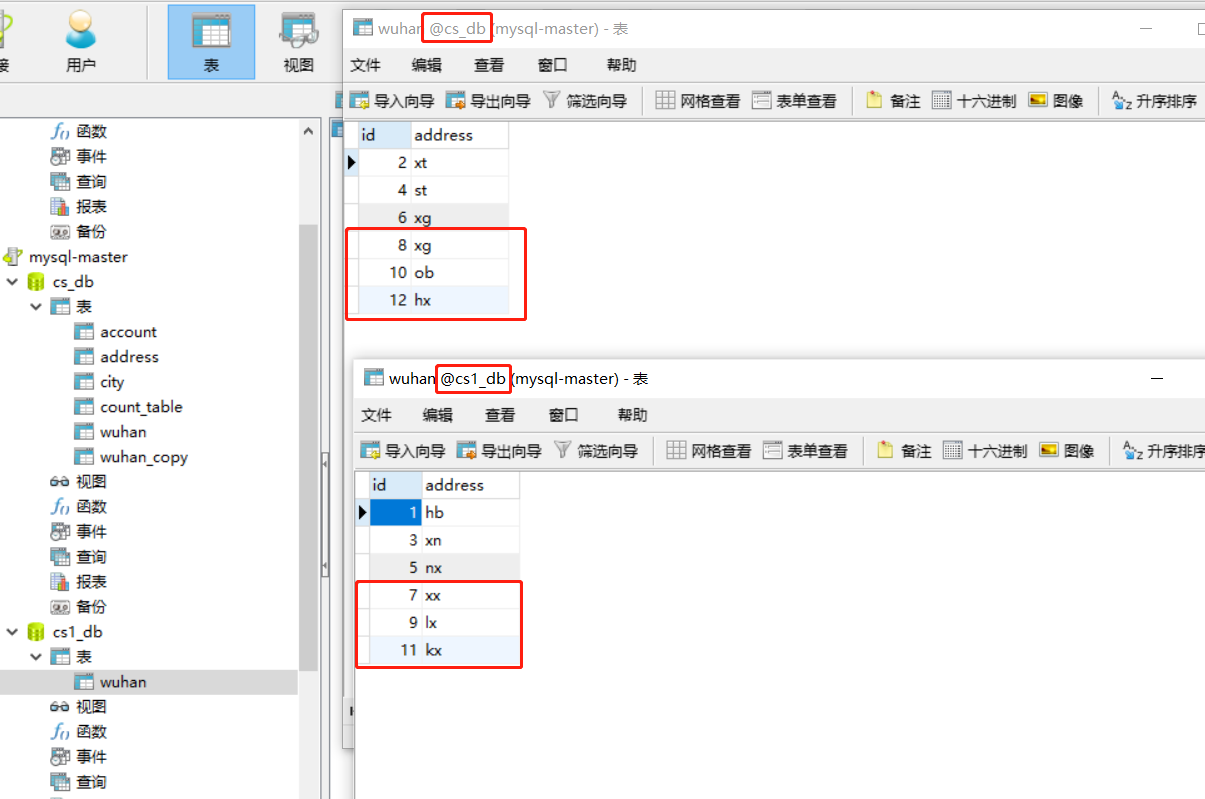 接
用户
表
视图
函数
事件
查询
报表
备份
mysql-master
cs_db
表
account
address
city
count_table
wuhan
wuhan_copy
视图
函数
事件
查询
报表
备份
cs1_db
表
wuhan
视图
函数
事件
查询
wuhan @cs_db (mysql-master) - 表
文件 编辑 查看 窗口 帮助
导入向导 导出向导 筛选向导 网格查看 表单查看 备注 十六进制 图像 升序排序
id address
2 xt
4 st
6 xg
8 xg
10 ob
12 hx
wuhan @cs1_db (mysql-master) - 表
文件 编辑 查看 窗口 帮助
导入向导 导出向导 筛选向导 网格查看 表单查看 备注 十六进制 图像 升序排序
id address
1 hb
3 xn
5 nx
7 xx
9 lx
11 kx